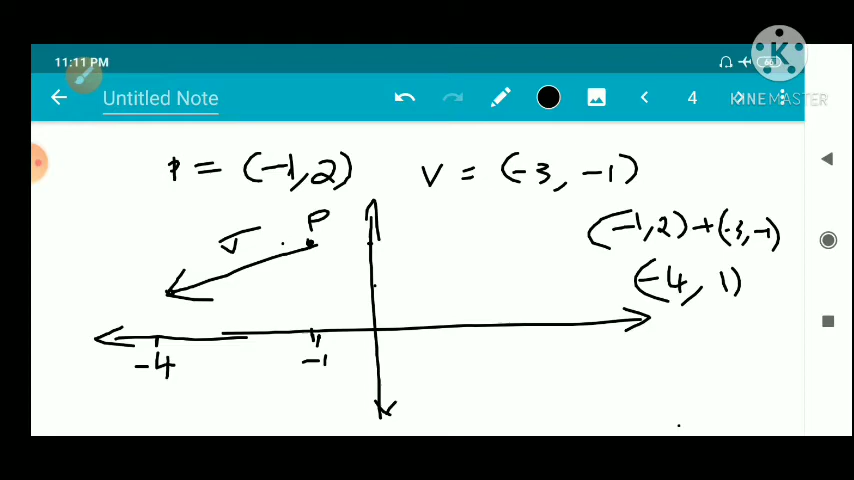 11:11 PM
60
K
KINEMASTER
Untitled Note
4
P = (-1,2) V = (-3, -1)
(-1,2) + (-3,-1)
(-4, 1)
P
V
-4
-1